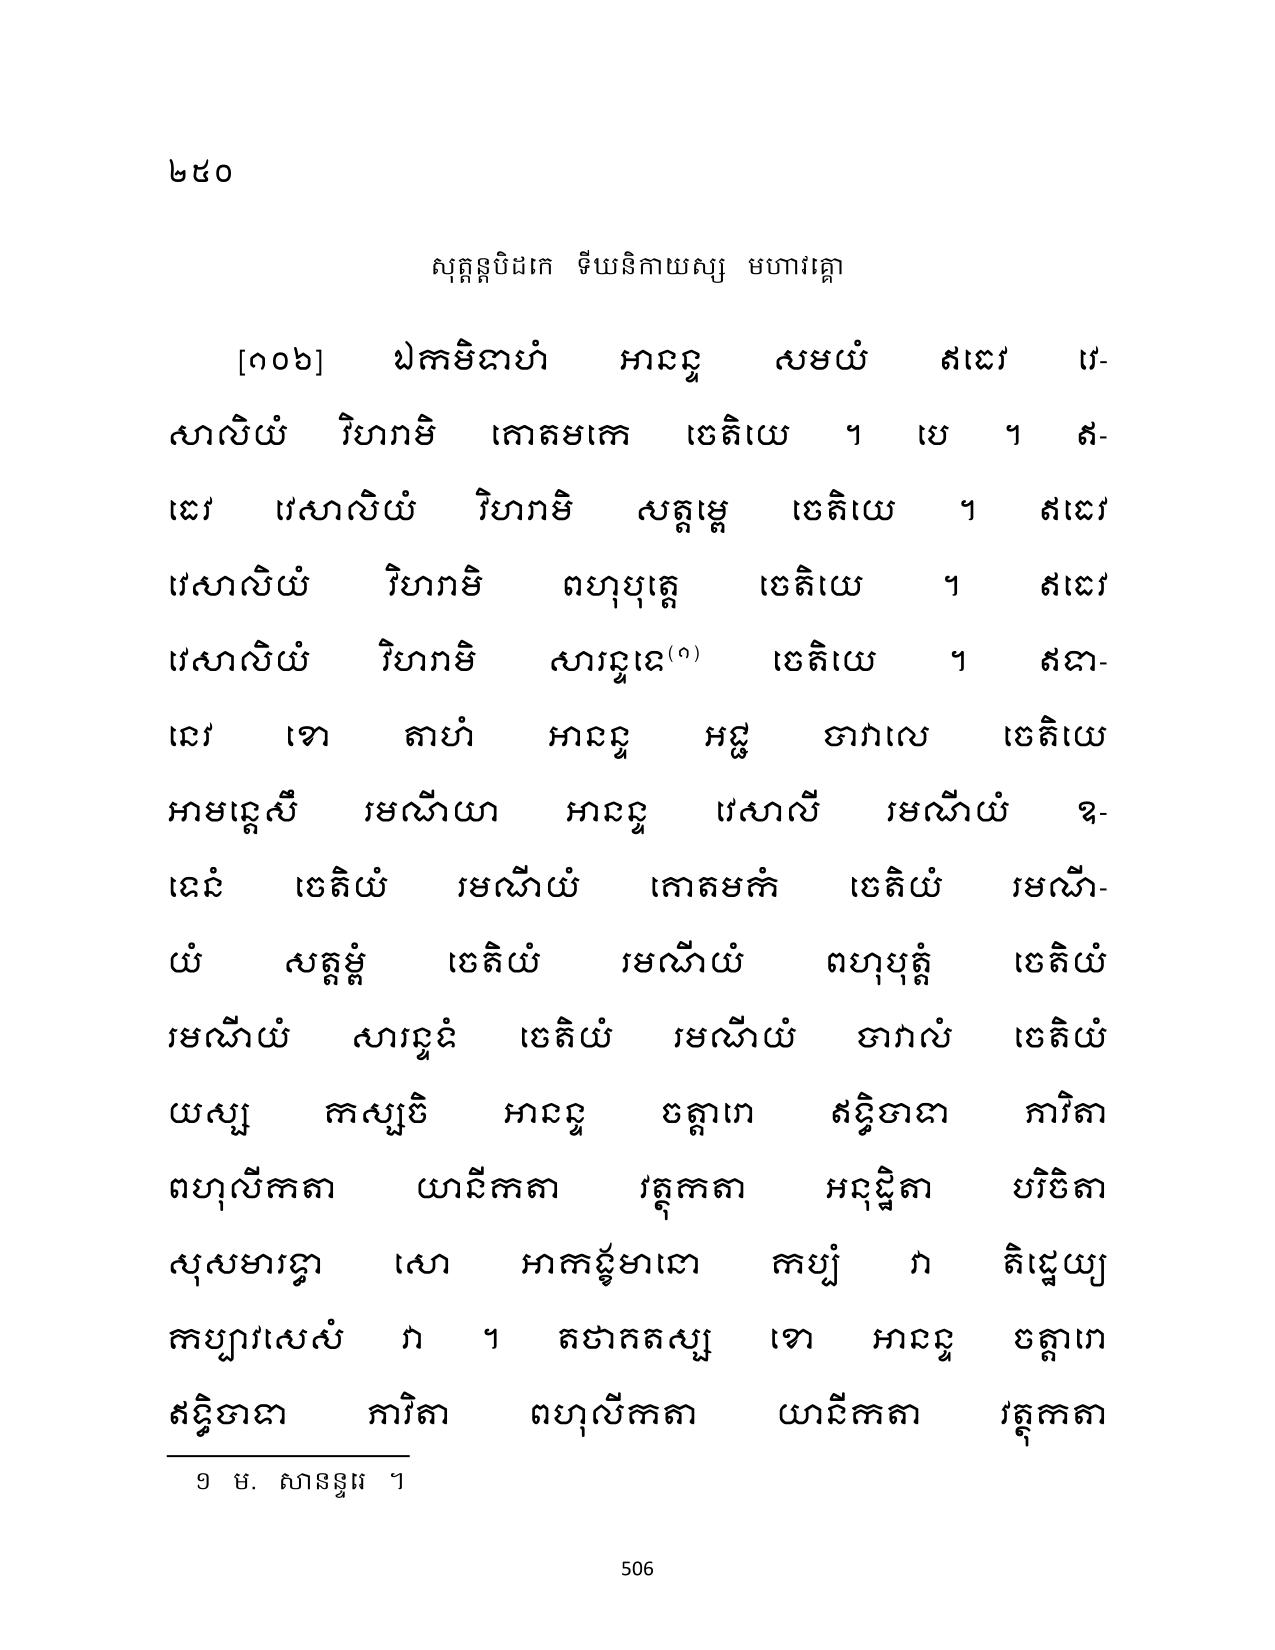 ២៥០
សុត្តន្តបិដកេ ទីឃនិកាយស្ស មហាវគ្គោ
[១០៦] ឯកមិទាហំ អានន្ទ សមយំ ឥធេវ វេ-
សាលិយំ វិហរាមិ គោតមកេ ចេតិយេ ។ បេ ។ ឥ-
ធេវ វេសាលិយំ វិហរាមិ សត្តម្ពេ ចេតិយេ ។ ឥធេវ
វេសាលិយំ វិហរាមិ ពហុបុត្តេ ចេតិយេ ។ ឥធេវ
វេសាលិយំ វិហរាមិ សារន្ទទេ(១) ចេតិយេ ។ ឥទា-
នេវ ខោ តាហំ អានន្ទ អជ្ជ បាវាលេ ចេតិយេ
អាមន្តេសឹ រមណីយា អានន្ទ វេសាលី រមណីយំ ឧ-
ទេនំ ចេតិយំ រមណីយំ គោតមកំ ចេតិយំ រមណី-
យំ សត្តម្ពំ ចេតិយំ រមណីយំ ពហុបុត្តំ ចេតិយំ
រមណីយំ សារន្ទទំ ចេតិយំ រមណីយំ បាវាលំ ចេតិយំ
យស្ស កស្សចិ អានន្ទ ចត្តារោ ឥទ្ធិបាទា ភាវិតា
ពហុលីកតា យានីកតា វត្ថុកតា អនុដ្ឋិតា បរិចិតា
សុសមារទ្ធា សោ អាកង្ខមានោ កប្បំ វា តិដ្ឋេយ្យ
កប្បាវសេសំ វា ។ តថាគតស្ស ខោ អានន្ទ ចត្តារោ
ឥទ្ធិបាទា ភាវិតា ពហុលីកតា យានីកតា វត្ថុកតា
១ ម. សានន្ទរេ ។
506